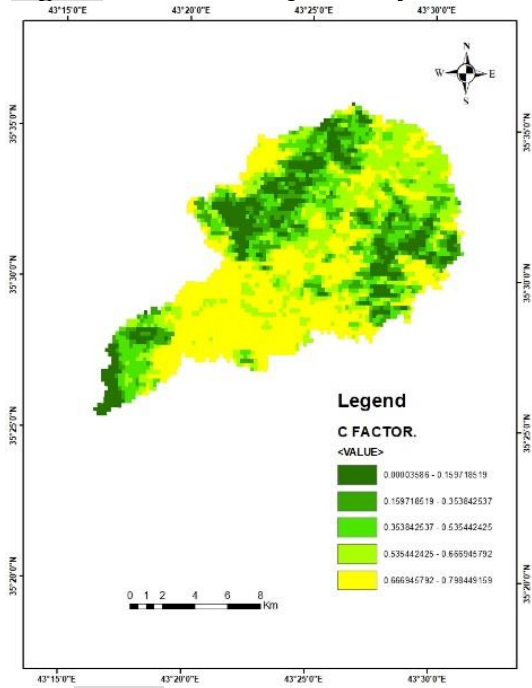 43°15'0"E 43°20'0"E 43°25'0"E 43°30'0"E
N
W E
S
35°35'0"N 35°35'0"N
35°30'0"N 35°30'0"N
Legend
C FACTOR.
<VALUE>
35°25'0"N 35°25'0"N
0.00003586 - 0.159718519
0.159718519 - 0.353842537
0.353842537 - 0.535442425
0.535442425 - 0.666945792
0.666945792 - 0.798449159
35°20'0"N 35°20'0"N
0 1 2 4 6 8
Km
43°15'0"E 43°20'0"E 43°25'0"E 43°30'0"E